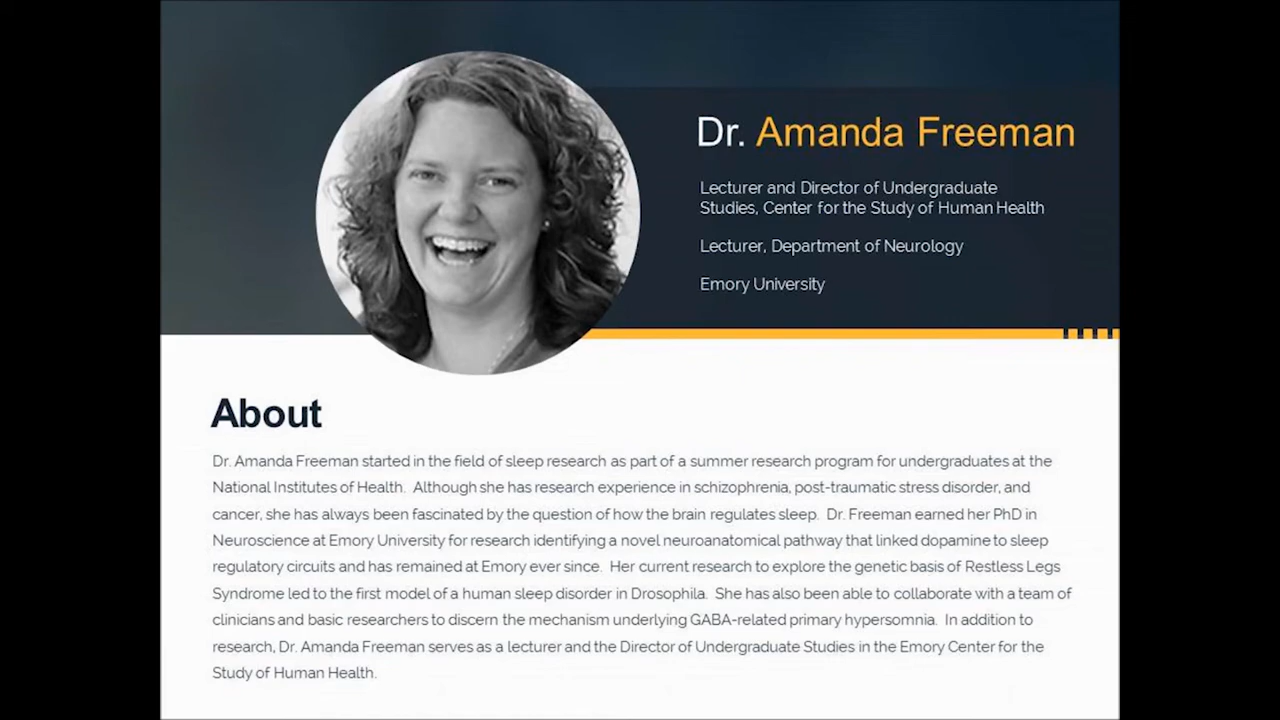 Dr. Amanda Freeman
Lecturer and Director of Undergraduate
Studies, Center for the Study of Human Health
Lecturer, Department of Neurology
Emory University
About
Dr. Amanda Freeman started in the field of sleep research as part of a summer research program for undergraduates at the
National Institutes of Health. Although she has research experience in schizophrenia, post-traumatic stress disorder, and
cancer, she has always been fascinated by the question of how the brain regulates sleep. Dr. Freeman earned her PhD in
Neuroscience at Emory University for research identifying a novel neuroanatomical pathway that linked dopamine to sleep
regulatory circuits and has remained at Emory ever since. Her current research to explore the genetic basis of Restless Legs
Syndrome led to the first model of a human sleep disorder in Drosophila. She has also been able to collaborate with a team of
clinicians and basic researchers to discern the mechanism underlying GABA-related primary hypersomnia. In addition to
research, Dr. Amanda Freeman serves as a lecturer and the Director of Undergraduate Studies in the Emory Center for the
Study of Human Health.